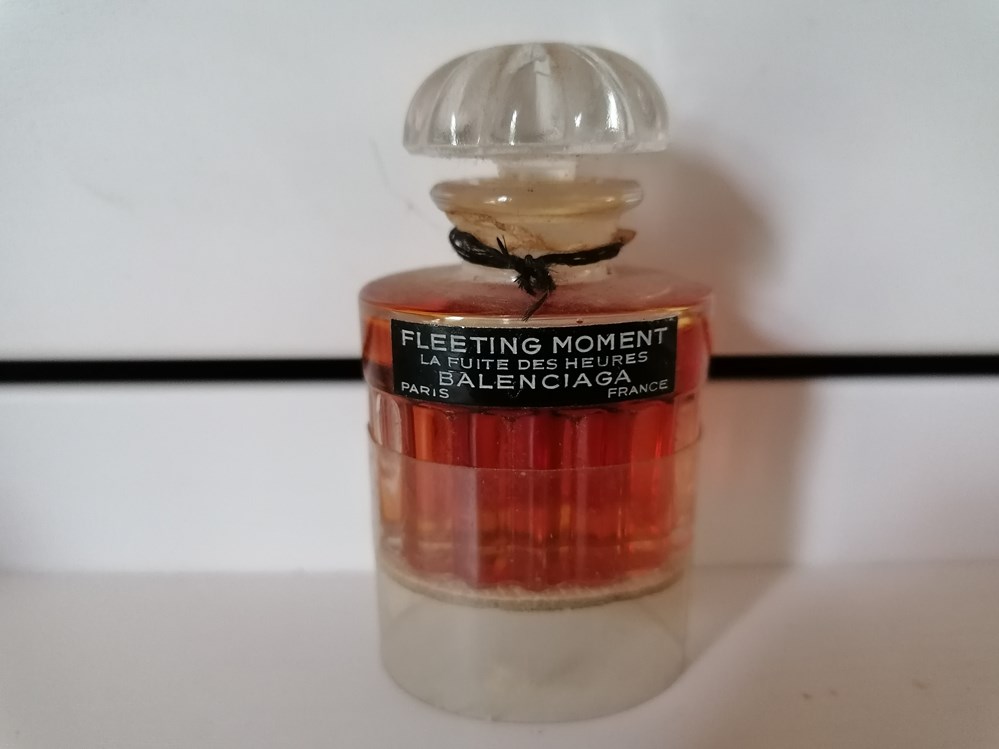 FLEETING MOMENT
LA FUITE DES HEURES
BALENCIAGA
PARIS FRANCE